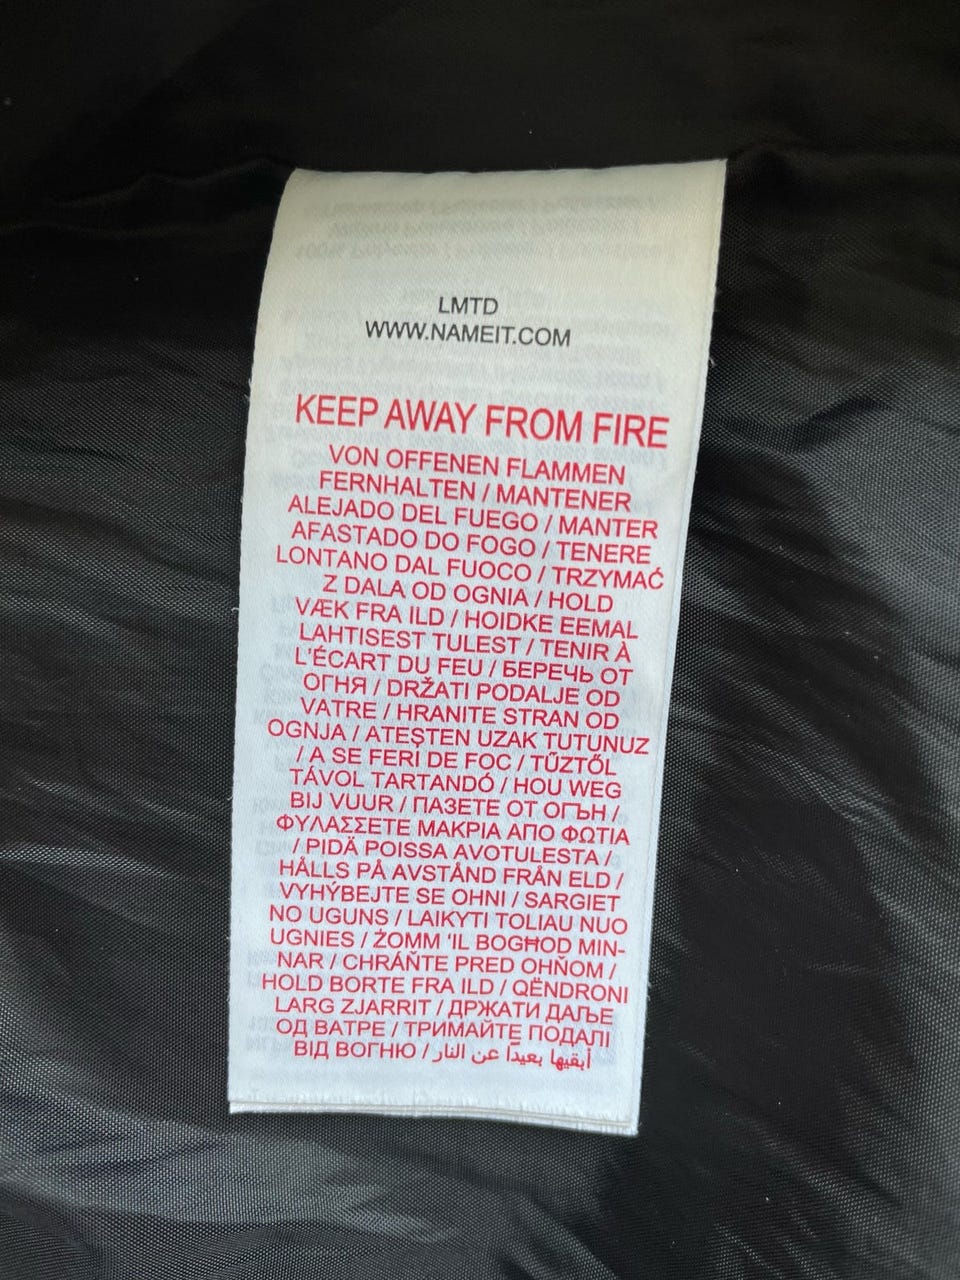 LMTD
WWW.NAMEIT.COM
KEEP AWAY FROM FIRE
VON OFFENEN FLAMMEN
FERNHALTEN / MANTENER
ALEJADO DEL FUEGO / MANTER
AFASTADO DO FOGO / TENERE
LONTANO DAL FUOCO / TRZYMAĆ
Z DALA OD OGNIA / HOLD
VÆK FRA ILD / HOIDKE EEMAL
LAHTISEST TULEST / TENIR À
L'ÉCART DU FEU / БЕРЕЧЬ ОТ
ОГНЯ / DRŽATI PODALJE OD
VATRE / HRANITE STRAN OD
OGNJA / ATEŞTEN UZAK TUTUNUZ
/ A SE FERI DE FOC / TŰZTŐL
TÁVOL TARTANDÓ / HOU WEG
BIJ VUUR / ПАЗЕТЕ ОТ ОГЪН /
ΦΥΛΑΣΣΕΤΕ ΜΑΚΡΙΑ ΑΠΟ ΦΩΤΙΑ
/ PIDÄ POISSA AVOTULESTA /
HÅLLS PÅ AVSTÅND FRÅN ELD /
VYHÝBEJTE SE OHNI / SARGIET
NO UGUNS / LAIKYTI TOLIAU NUO
UGNIES / ŻOMM 'IL BOGĦOD MIN-
NAR / CHRÁŇTE PRED OHŇOM /
HOLD BORTE FRA ILD / QËNDRONI
LARG ZJARRIT / ДРЖАТИ ДАЉЕ
ОД ВАТРЕ / ТРИМАЙТЕ ПОДАЛІ
ВІД ВОГНЮ / أبقيها بعيدًا عن النار